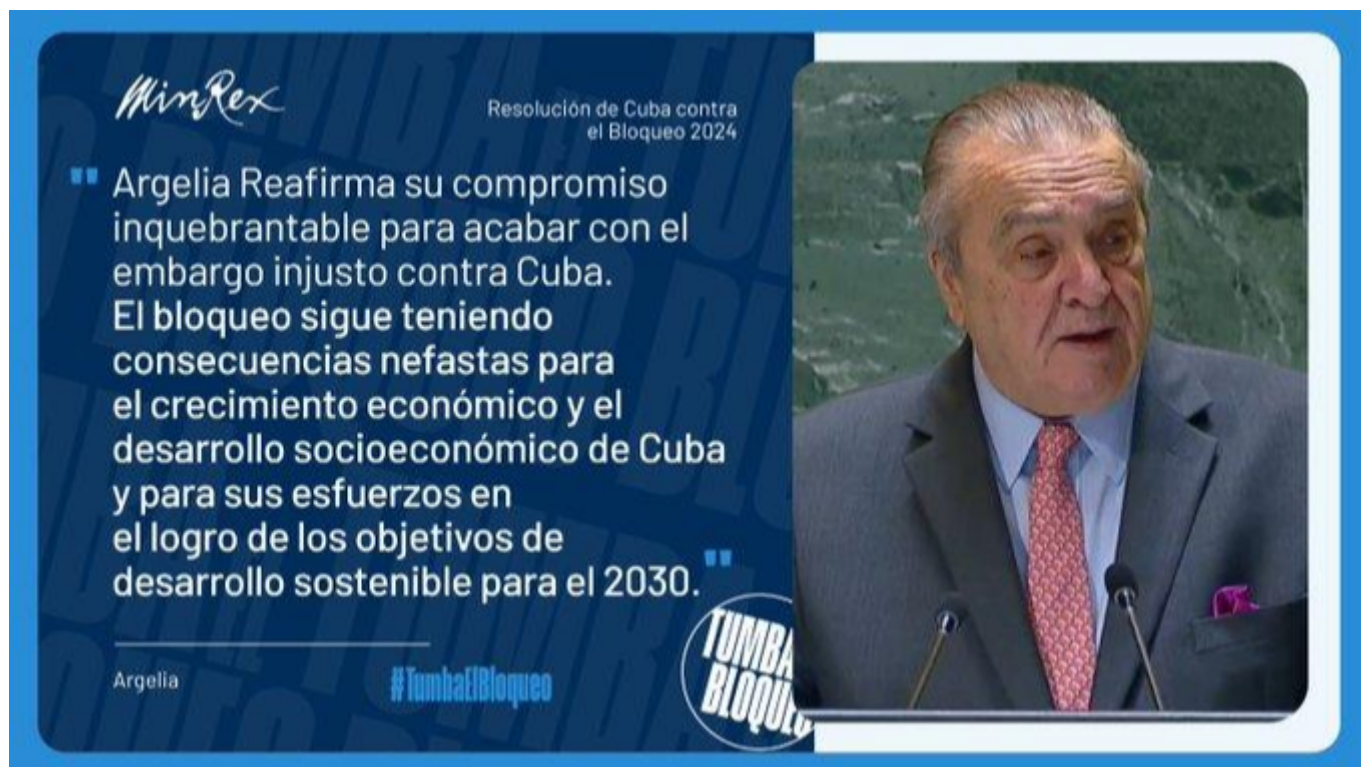 MinRex
Resolución de Cuba contra
el Bloqueo 2024
" Argelia Reafirma su compromiso
inquebrantable para acabar con el
embargo injusto contra Cuba.
El bloqueo sigue teniendo
consecuencias nefastas para
el crecimiento económico y el
desarrollo socioeconómico de Cuba
y para sus esfuerzos en
el logro de los objetivos de
desarrollo sostenible para el 2030. "
Argelia
#TumbaElBloqueo
TUMBA
BLOQUEO